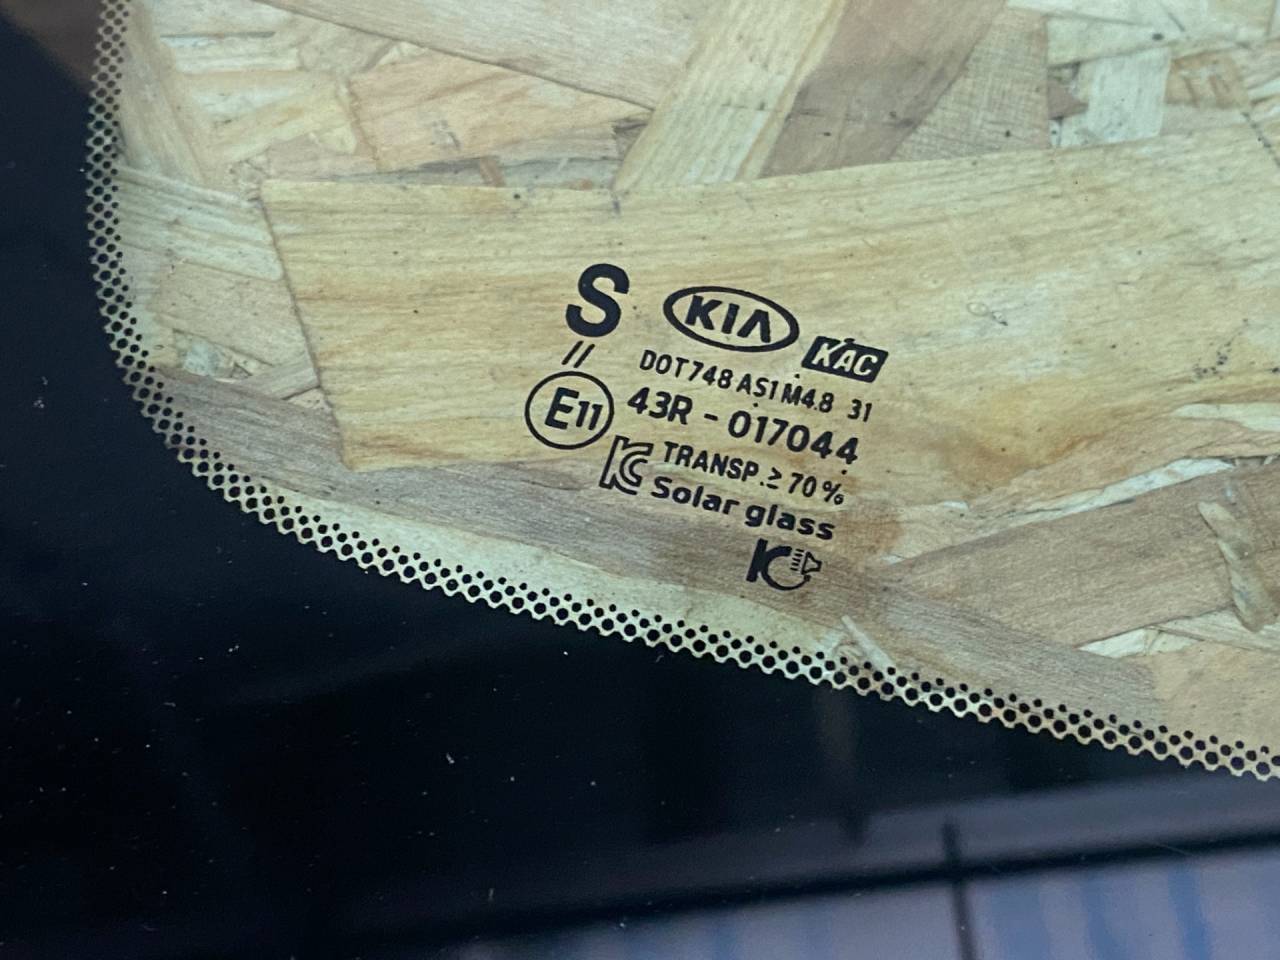 S KIA KAC
DOT748 AS1 M4.8 31
E11 43R - 017044
TRANSP. ≥ 70 %
Solar glass